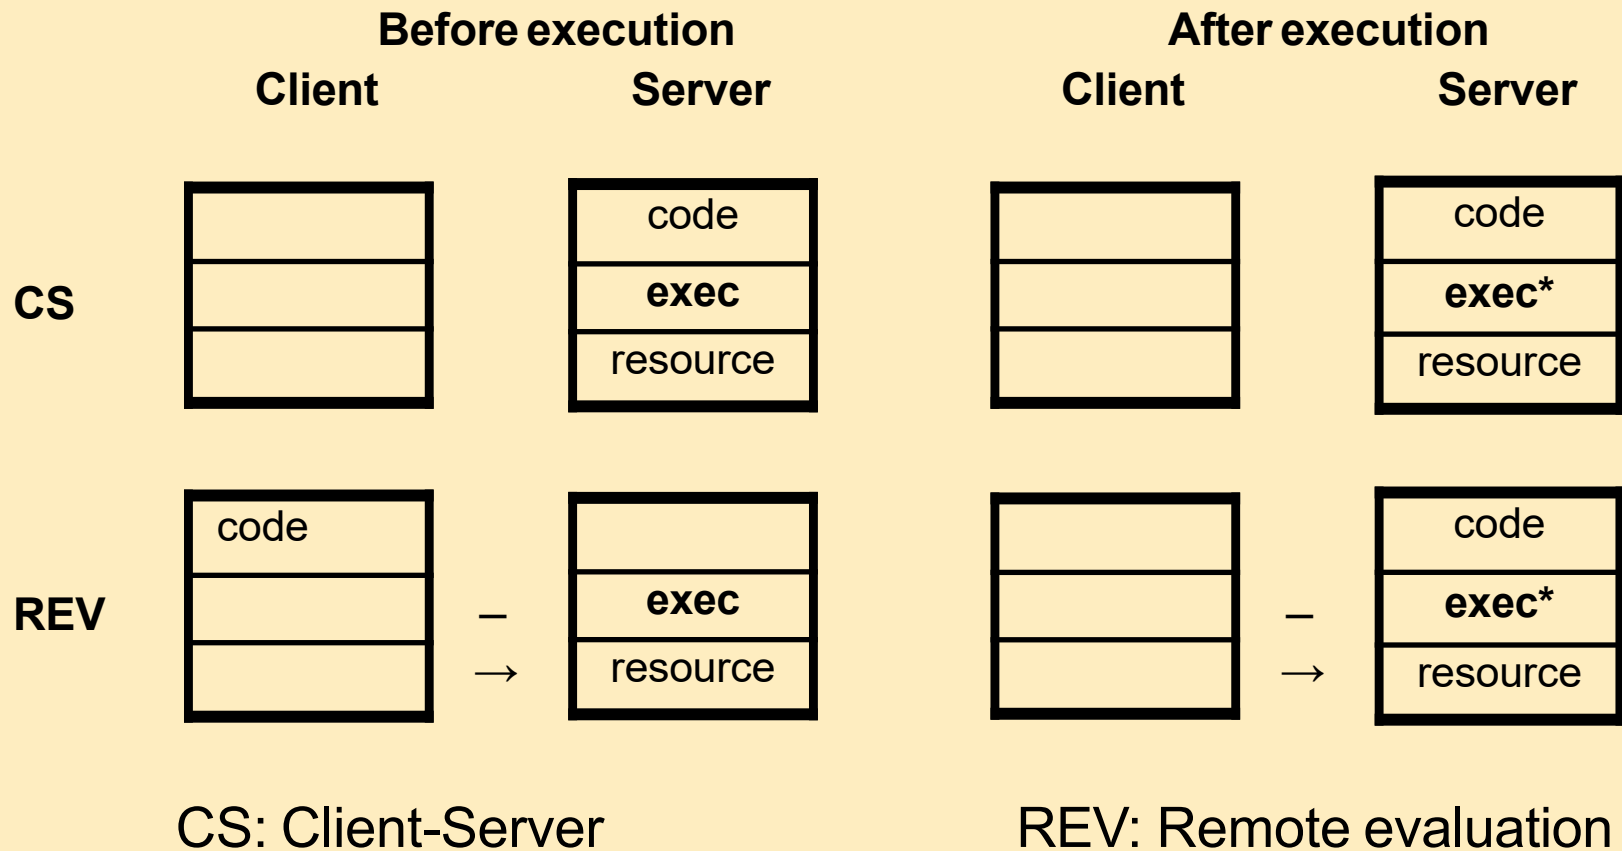 Before execution After execution
Client Server Client Server
code code
CS exec exec*
resource resource
code code
REV – exec – exec*
→ resource → resource
CS: Client-Server REV: Remote evaluation